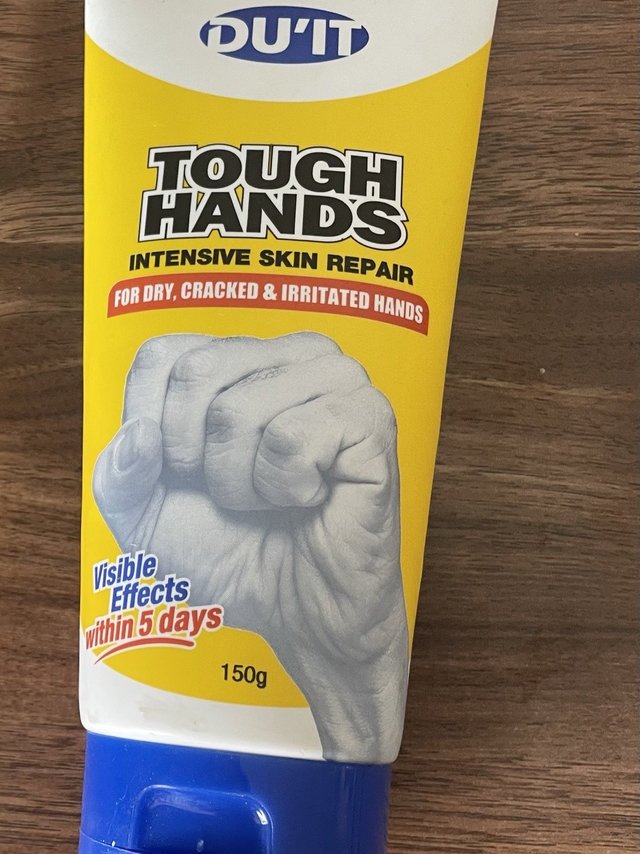 DU'IT
TOUGH
HANDS
INTENSIVE SKIN REPAIR
FOR DRY, CRACKED & IRRITATED HANDS
Visible
Effects
within 5 days
150g